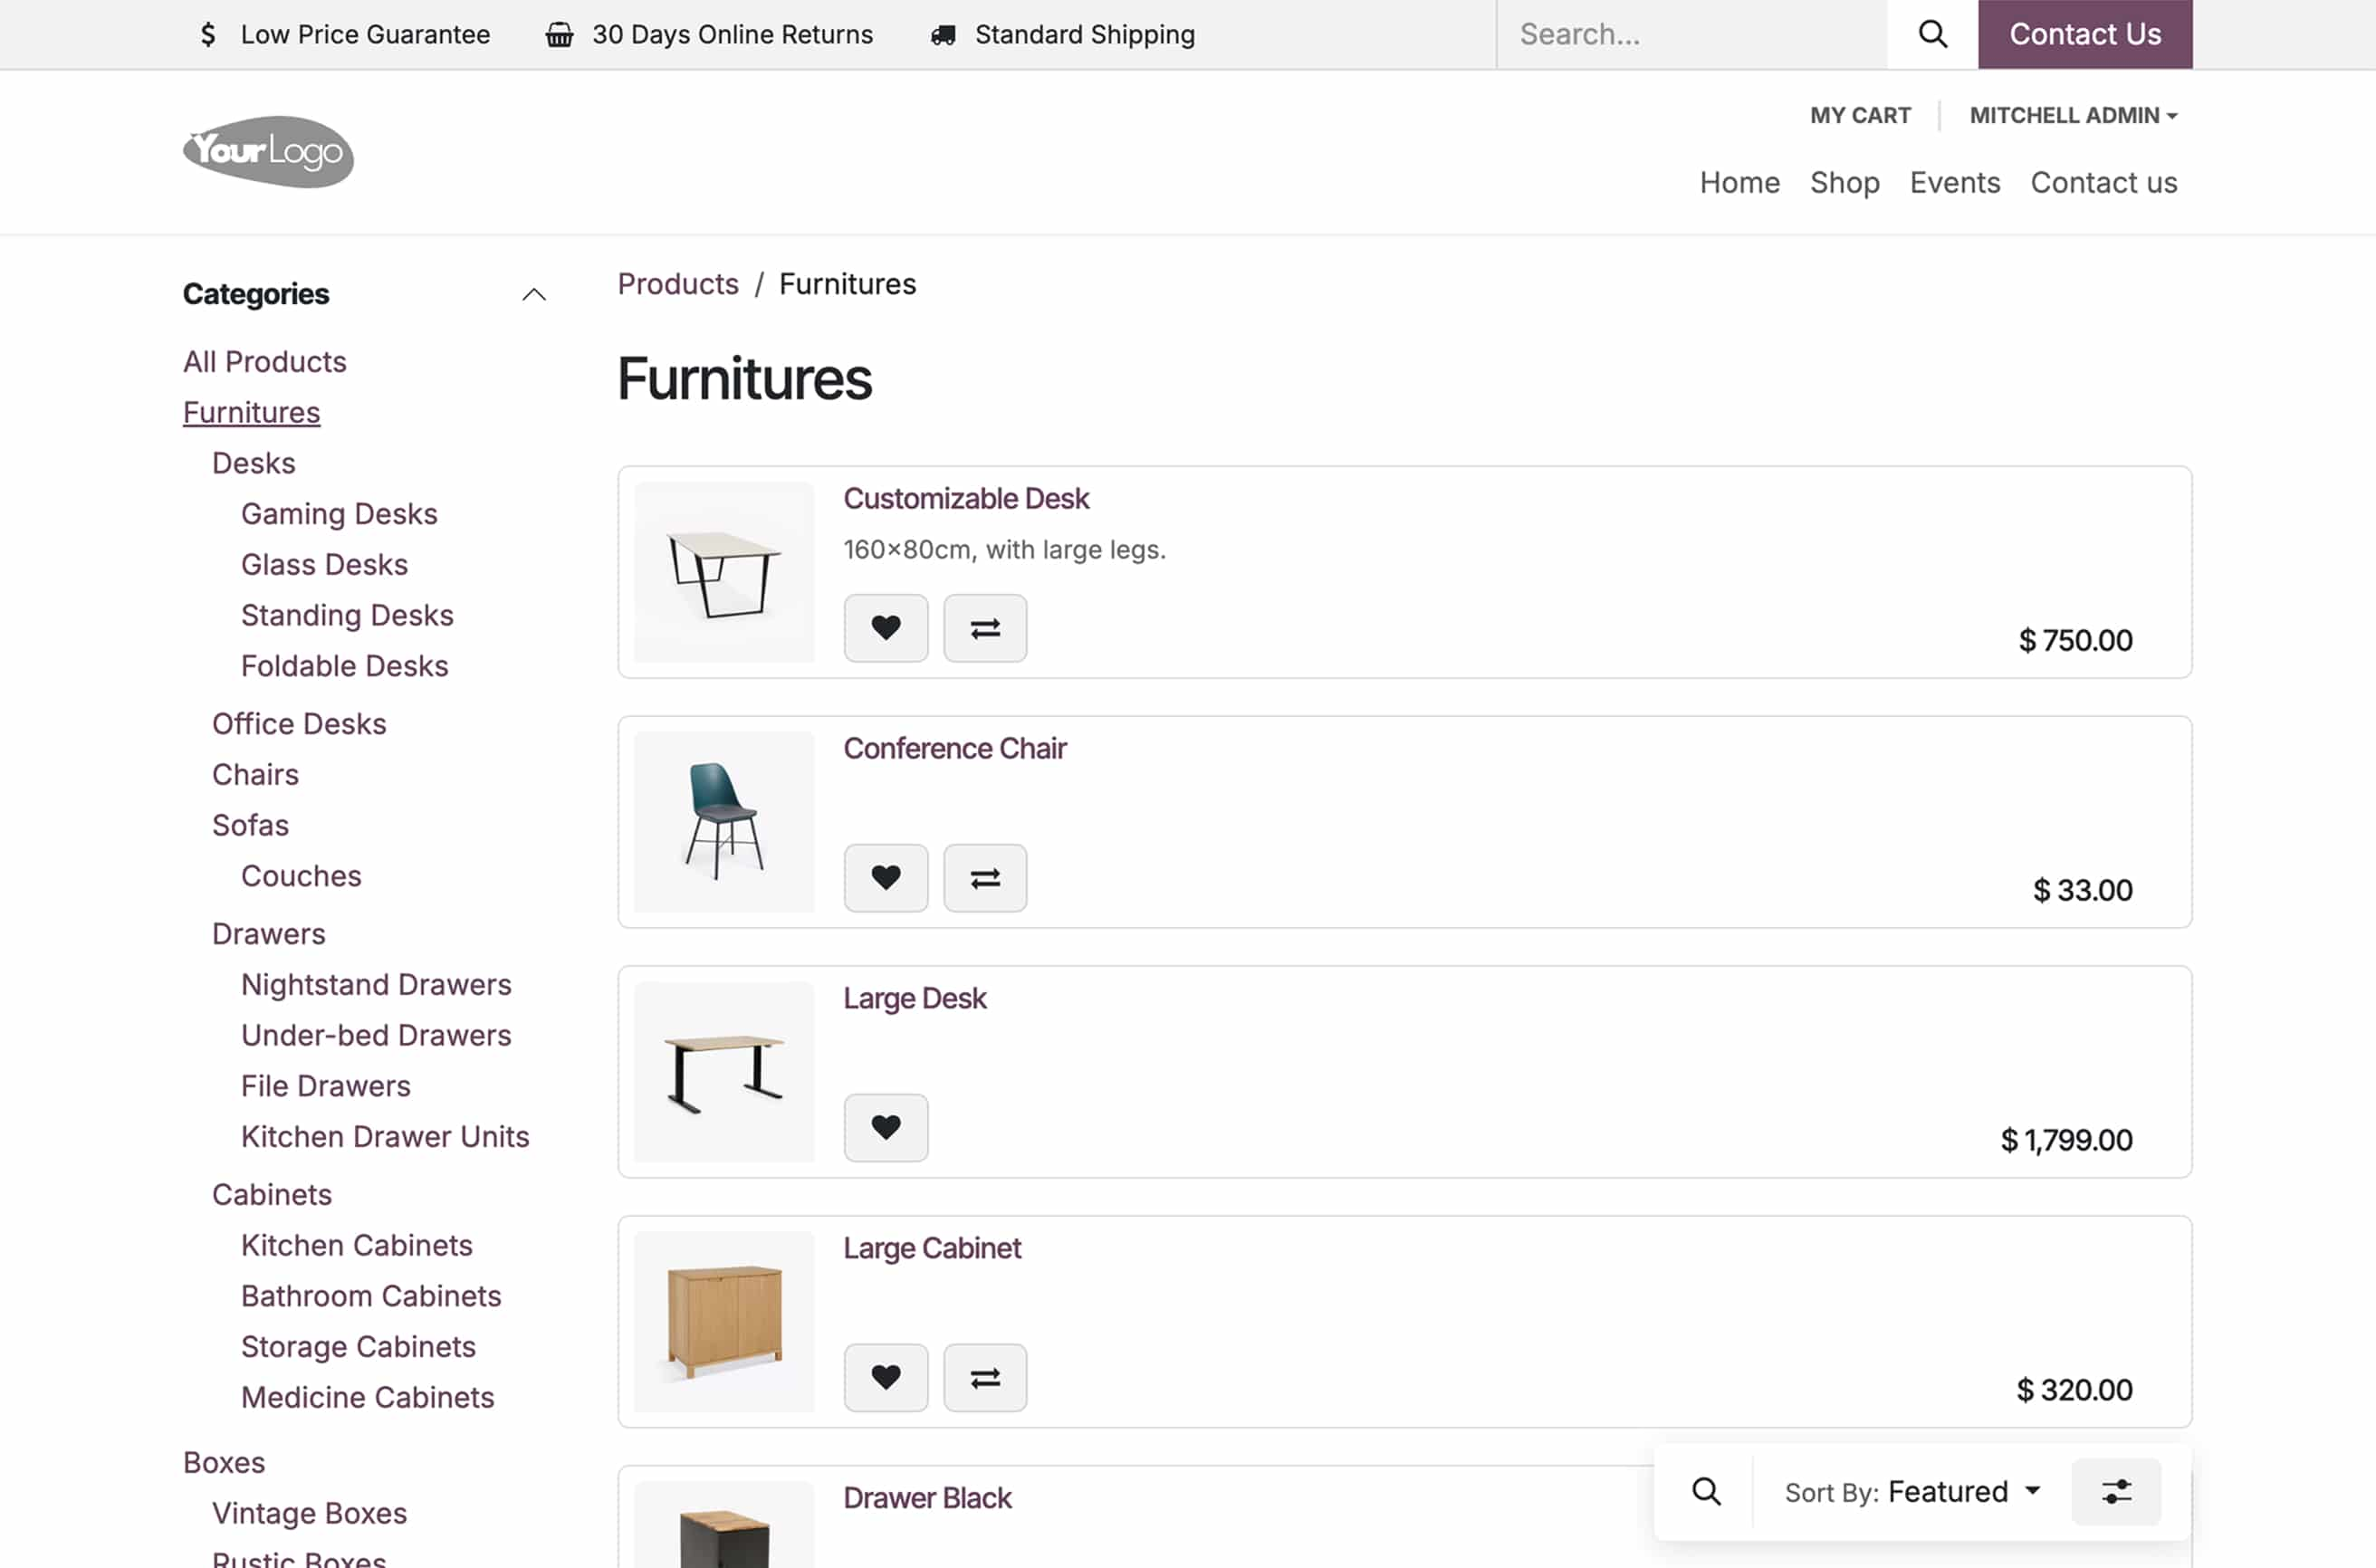 Low Price Guarantee
30 Days Online Returns
Standard Shipping
Search...
Contact Us
YourLogo
MY CART
MITCHELL ADMIN
Home
Shop
Events
Contact us
Categories
All Products
Furnitures
Desks
Gaming Desks
Glass Desks
Standing Desks
Foldable Desks
Office Desks
Chairs
Sofas
Couches
Drawers
Nightstand Drawers
Under-bed Drawers
File Drawers
Kitchen Drawer Units
Cabinets
Kitchen Cabinets
Bathroom Cabinets
Storage Cabinets
Medicine Cabinets
Boxes
Vintage Boxes
Rustic Boxes
Products / Furnitures
Furnitures
Customizable Desk
160x80cm, with large legs.
$ 750.00
Conference Chair
$ 33.00
Large Desk
$ 1,799.00
Large Cabinet
$ 320.00
Drawer Black
Sort By: Featured